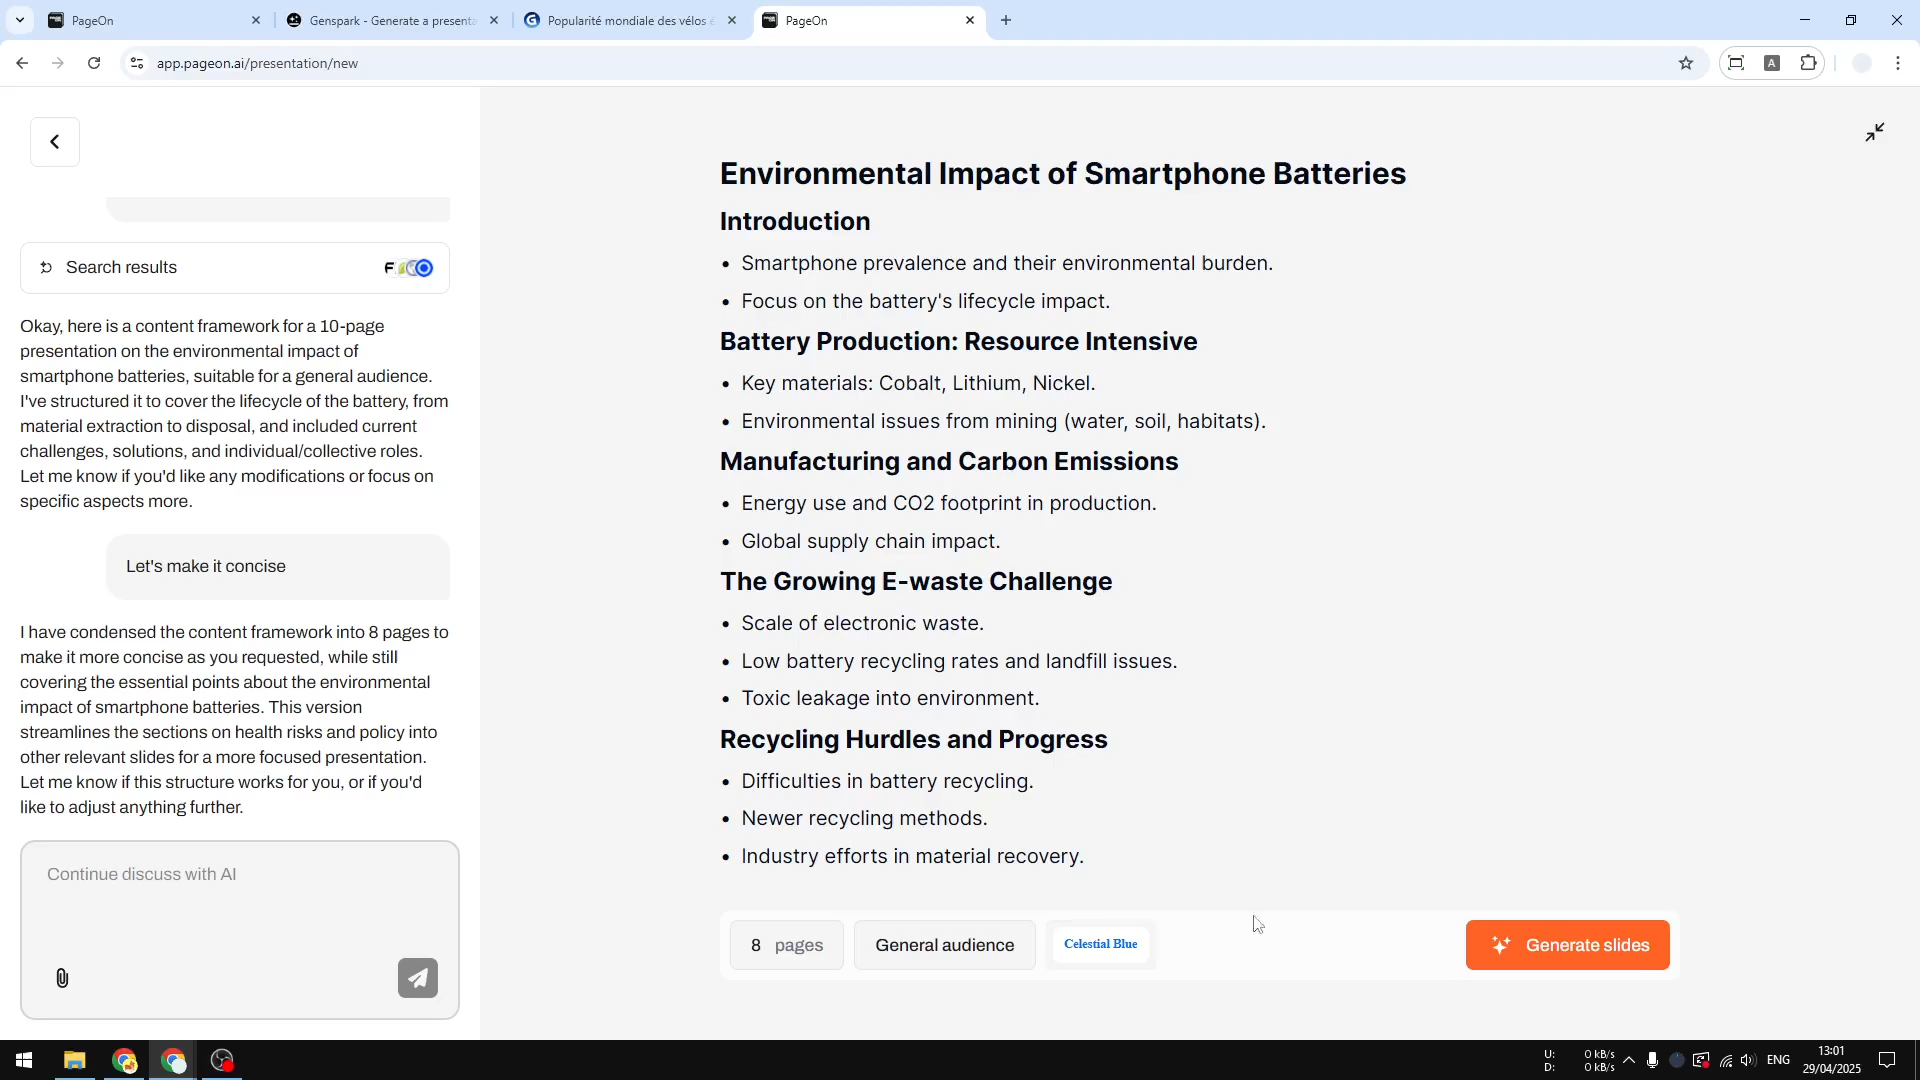 PageOn
Genspark - Generate a presenta
Popularité mondiale des vélos é
PageOn
app.pageon.ai/presentation/new
A
Search results
Okay, here is a content framework for a 10-page
presentation on the environmental impact of
smartphone batteries, suitable for a general audience.
I've structured it to cover the lifecycle of the battery, from
material extraction to disposal, and included current
challenges, solutions, and individual/collective roles.
Let me know if you'd like any modifications or focus on
specific aspects more.
Let's make it concise
I have condensed the content framework into 8 pages to
make it more concise as you requested, while still
covering the essential points about the environmental
impact of smartphone batteries. This version
streamlines the sections on health risks and policy into
other relevant slides for a more focused presentation.
Let me know if this structure works for you, or if you'd
like to adjust anything further.
Continue discuss with AI
Environmental Impact of Smartphone Batteries
Introduction
• Smartphone prevalence and their environmental burden.
• Focus on the battery's lifecycle impact.
Battery Production: Resource Intensive
• Key materials: Cobalt, Lithium, Nickel.
• Environmental issues from mining (water, soil, habitats).
Manufacturing and Carbon Emissions
• Energy use and CO2 footprint in production.
• Global supply chain impact.
The Growing E-waste Challenge
• Scale of electronic waste.
• Low battery recycling rates and landfill issues.
• Toxic leakage into environment.
Recycling Hurdles and Progress
• Difficulties in battery recycling.
• Newer recycling methods.
• Industry efforts in material recovery.
8 pages
General audience
Celestial Blue
Generate slides
U: 0 kB/s
D: 0 kB/s
ENG
13:01
29/04/2025